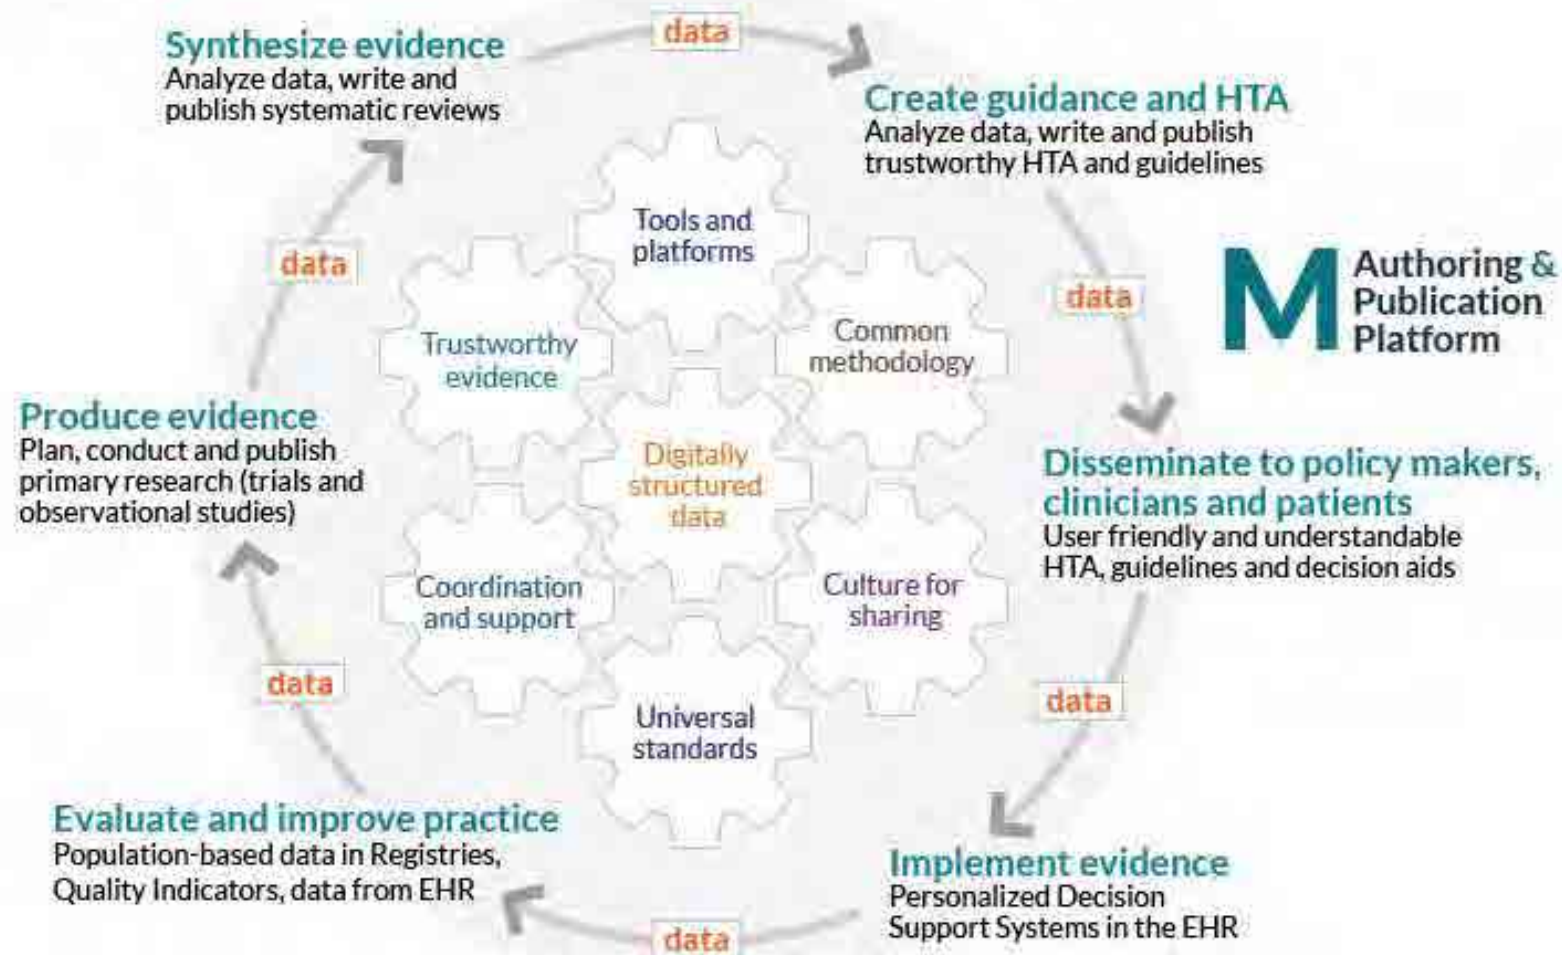 data
Synthesize evidence
Analyze data, write and
publish systematic reviews
Create guidance and HTA
Analyze data, write and publish
trustworthy HTA and guidelines
Tools and
platforms
data
data
M Authoring &
Publication
Platform
Trustworthy
evidence
Common
methodology
Produce evidence
Plan, conduct and publish
primary research (trials and
observational studies)
Digitally
structured
data
Disseminate to policy makers,
clinicians and patients
User friendly and understandable
HTA, guidelines and decision aids
Coordination
and support
Culture for
sharing
data
data
Universal
standards
Evaluate and improve practice
Population-based data in Registries,
Quality Indicators, data from EHR
Implement evidence
Personalized Decision
Support Systems in the EHR
data